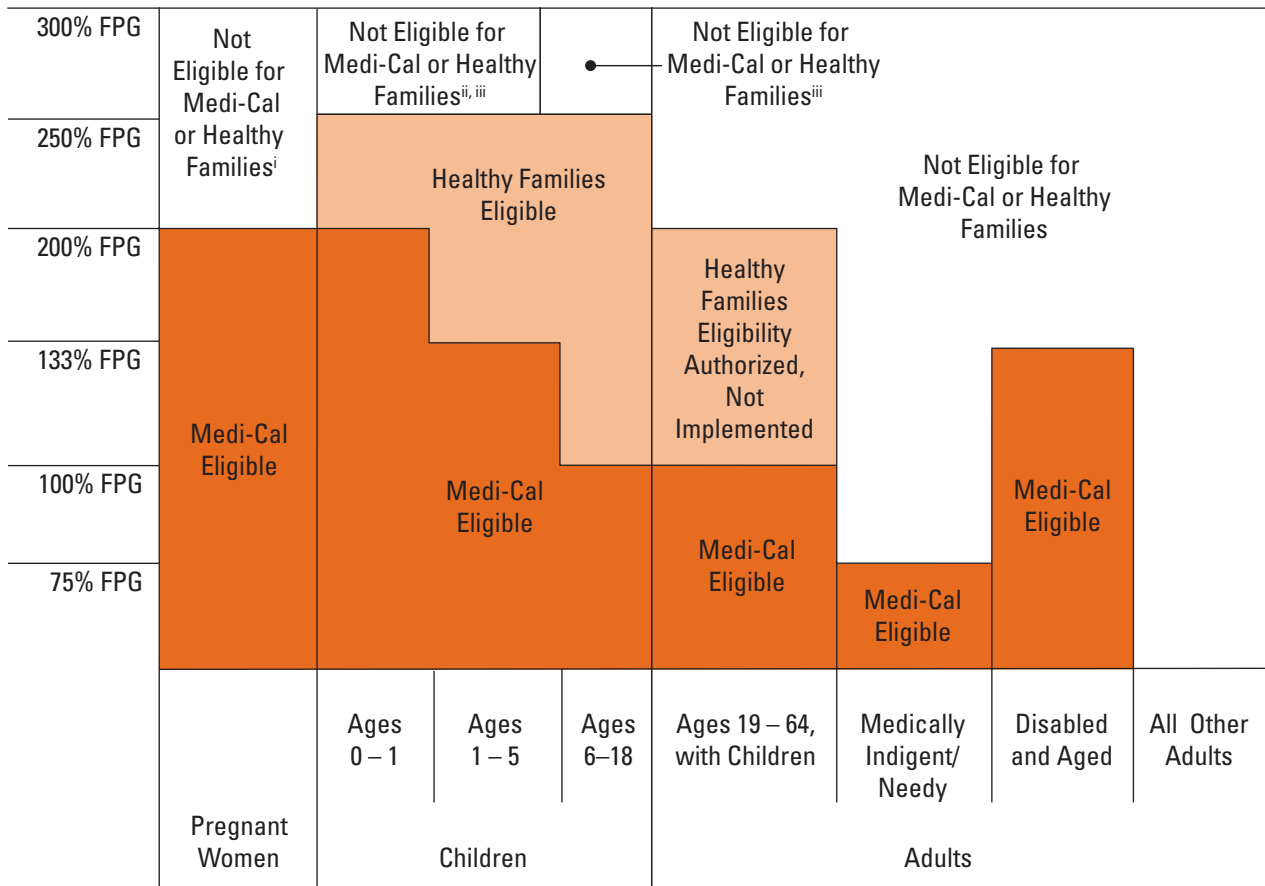 300% FPG
250% FPG
200% FPG
133% FPG
100% FPG
75% FPG
Not
Eligible for
Medi-Cal
or Healthy
Familiesⁱ
Not Eligible for
Medi-Cal or Healthy
Familiesⁱⁱ, ⁱⁱⁱ
Not Eligible for
Medi-Cal or Healthy
Familiesⁱⁱⁱ
Healthy Families
Eligible
Not Eligible for
Medi-Cal or Healthy
Families
Healthy
Families
Eligibility
Authorized,
Not
Implemented
Medi-Cal
Eligible
Medi-Cal
Eligible
Medi-Cal
Eligible
Medi-Cal
Eligible
Medi-Cal
Eligible
Ages
0 – 1
Ages
1 – 5
Ages
6–18
Ages 19 – 64,
with Children
Medically
Indigent/
Needy
Disabled
and Aged
All Other
Adults
Pregnant
Women
Children
Adults